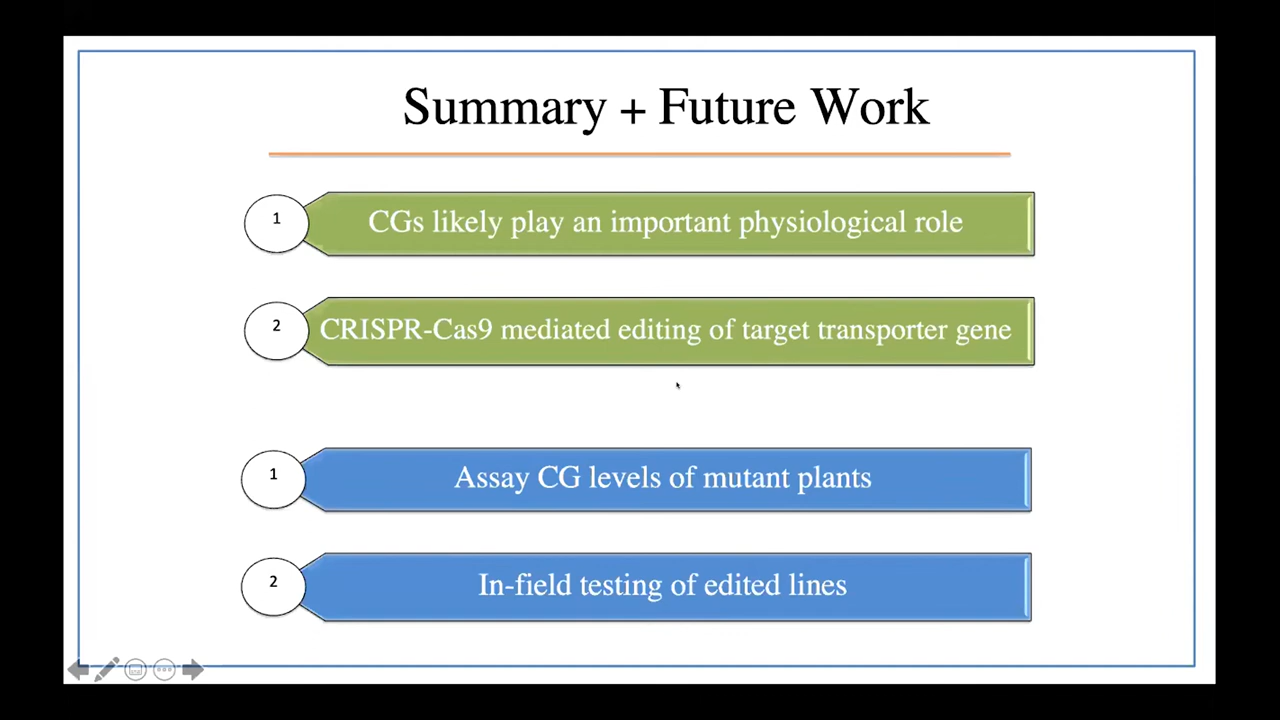 Summary + Future Work
1
CGs likely play an important physiological role
2
CRISPR-Cas9 mediated editing of target transporter gene
1
Assay CG levels of mutant plants
2
In-field testing of edited lines